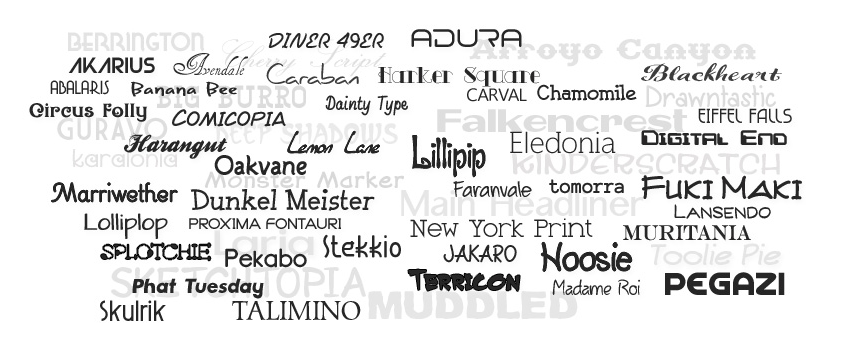 BERRINGTON DINER 49ER ADURA
Cherry Script Arroyo Canyon
AKARIUS Avendale Caraban Harker Square Blackheart
ABALARIS Banana Bee BIG BURRO Dainty Type CARVAL Chamomile Drawntastic
Circus Folly COMICOPIA Falkencrest EIFFEL FALLS
GURAVO DEEP SHADOWS
Harangut Lemon Lane Lillipip Eledonia DIGITAL END
karalonia Oakvane KINDERSCRATCH
Monster Marker
Marriwether Dunkel Meister Faranvale tomorra FUKI MAKI
Main Headliner
Lolliplop PROXIMA FONTAURI New York Print LANSENDO
MURITANIA
Laria
SPLOTCHIE Pekabo Stekkio JAKARO Noosie Toolie Pie
SKETCHTOPIA
Phat Tuesday TERRICON Madame Roi PEGAZI
Skulrik TALIMINO MUDDLED